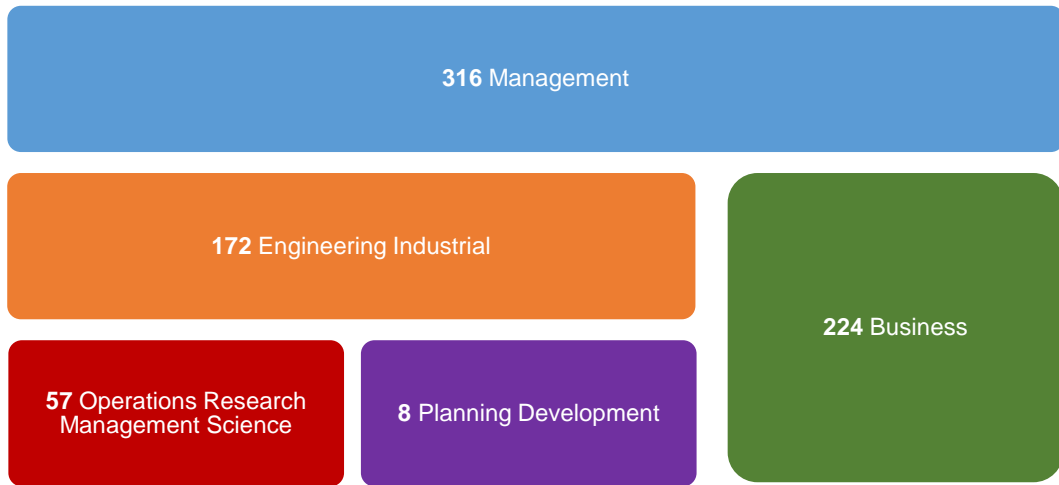 316 Management
172 Engineering Industrial
224 Business
57 Operations Research
Management Science
8 Planning Development